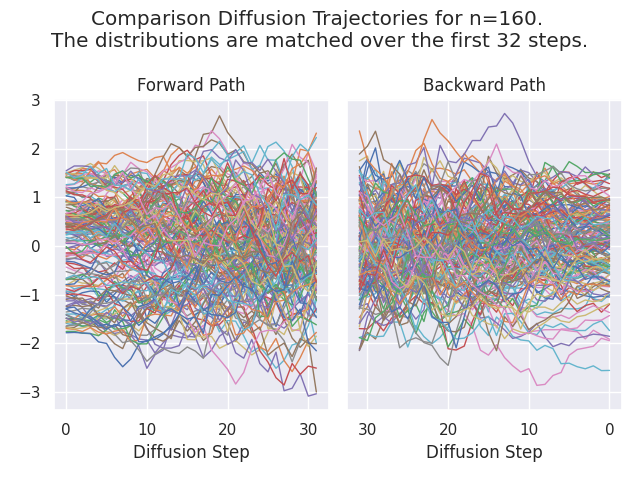 Comparison Diffusion Trajectories for n=160.
The distributions are matched over the first 32 steps.
Forward Path
Backward Path
3
2
1
0
−1
−2
−3
0 10 20 30
30 20 10 0
Diffusion Step
Diffusion Step